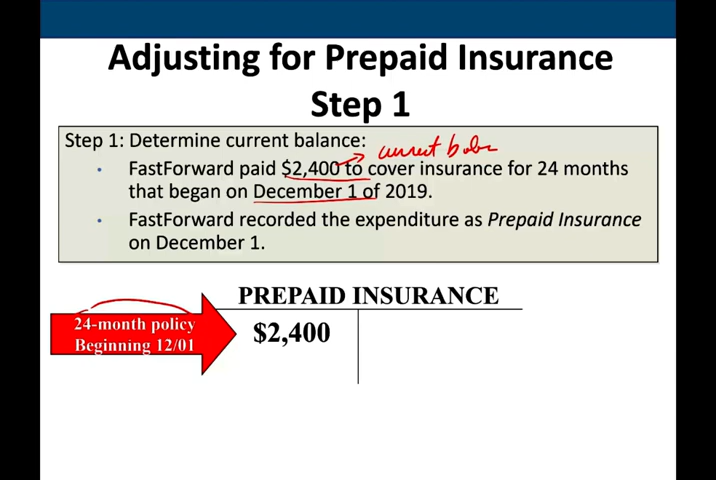 Adjusting for Prepaid Insurance
Step 1
Step 1: Determine current balance:
current
• FastForward paid $2,400 to cover insurance for 24 months
that began on December 1 of 2019.
• FastForward recorded the expenditure as Prepaid Insurance
on December 1.
PREPAID INSURANCE
24-month policy
Beginning 12/01
$2,400